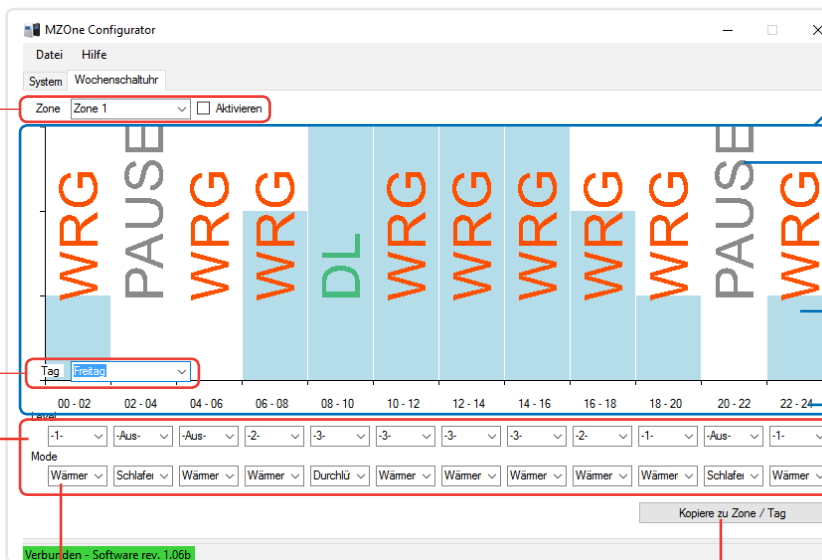 MZOne Configurator
Datei Hilfe
System Wochenschaltuhr
Zone Zone 1 Aktivieren
WRG PAUSE WRG WRG DL WRG WRG WRG WRG WRG PAUSE WRG
Tag Freitag
00 - 02 02 - 04 04 - 06 06 - 08 08 - 10 10 - 12 12 - 14 14 - 16 16 - 18 18 - 20 20 - 22 22 - 24
Level
-1- -Aus- -Aus- -2- -3- -3- -3- -3- -2- -1- -Aus- -1-
Mode
Wärmer Schlafer Wärmer Wärmer Durchlü Wärmer Wärmer Wärmer Wärmer Wärmer Schlafer Wärmer
Kopiere zu Zone / Tag
Verbunden - Software rev. 1.06b